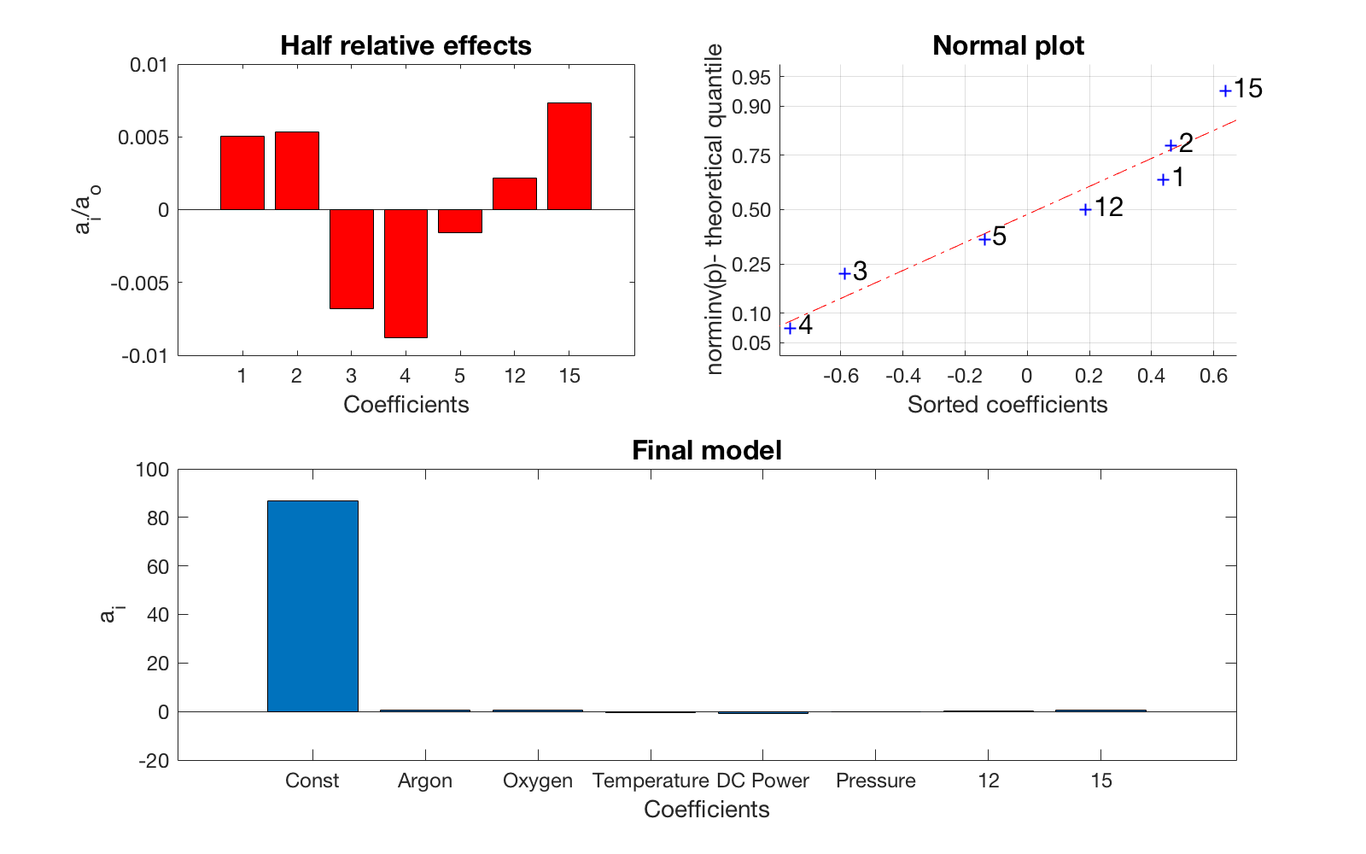 Half relative effects
0.01
0.005
0
-0.005
-0.01
a_i/a_o
1 2 3 4 5 12 15
Coefficients
Normal plot
norminv(p)- theoretical quantile
0.95
0.90
0.75
0.50
0.25
0.10
0.05
15
2
1
12
5
3
4
-0.6 -0.4 -0.2 0 0.2 0.4 0.6
Sorted coefficients
Final model
100
80
60
40
20
0
-20
a_i
Const Argon Oxygen Temperature DC Power Pressure 12 15
Coefficients